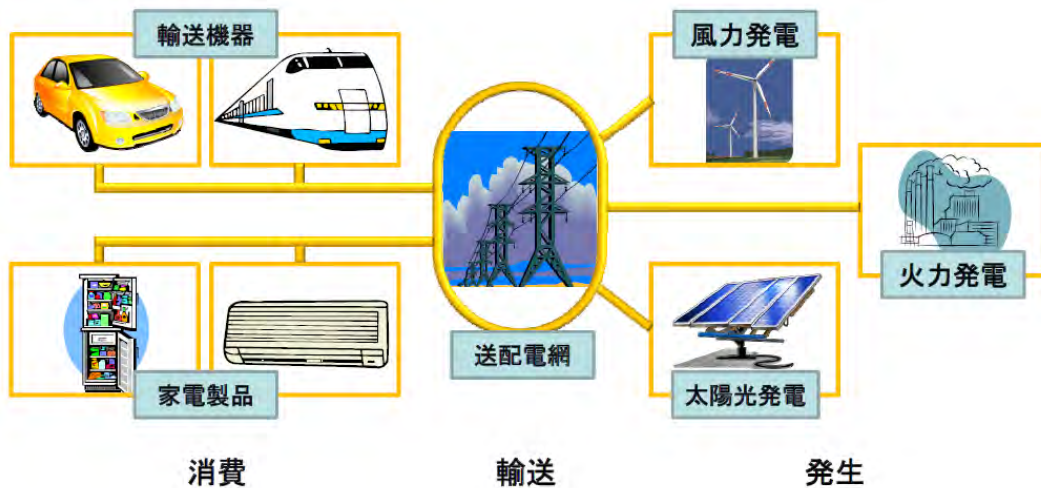 輸送機器
風力発電
火力発電
送配電網
家電製品
太陽光発電
消費
輸送
発生